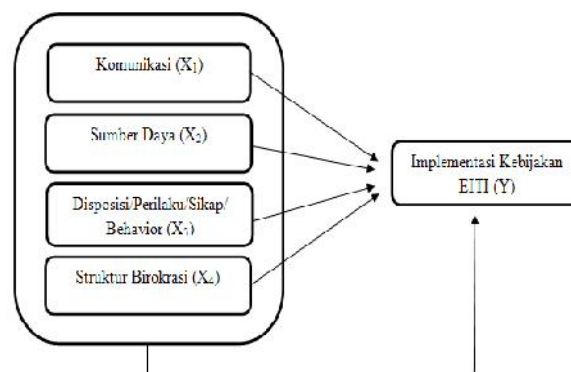 Komunikasi (X1)
Sumber Daya (X2)
Disposisi/Perilaku/Sikap/
Behavior (X3)
Struktur Birokrasi (X4)
Implementasi Kebijakan
EITI (Y)